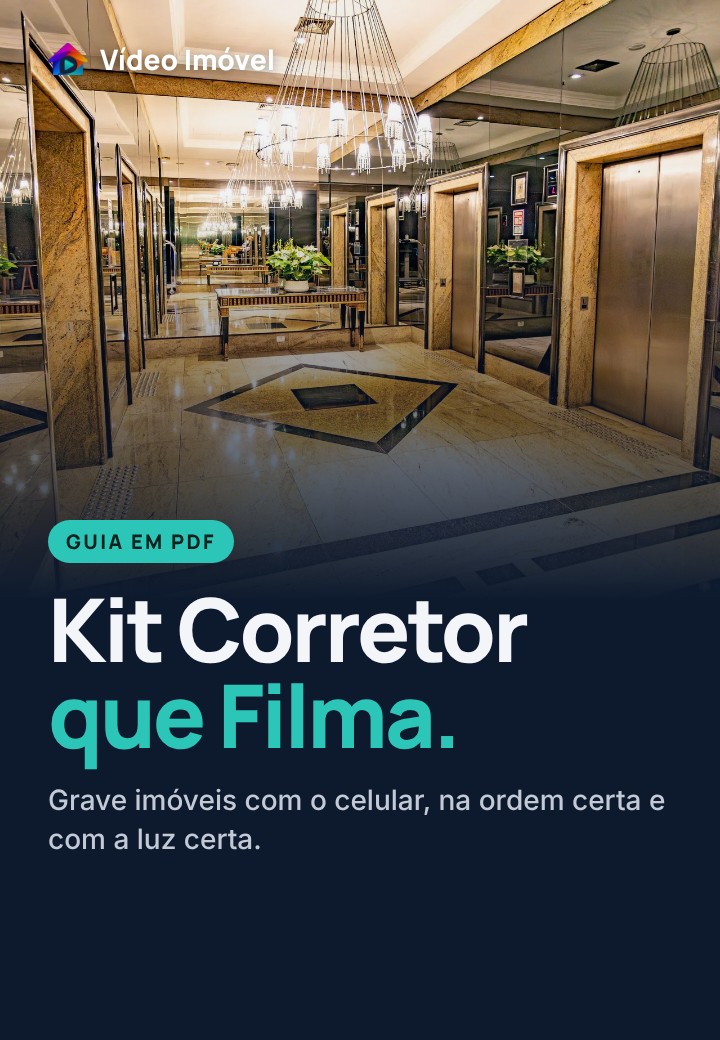 Vídeo Imóvel
GUIA EM PDF
Kit Corretor
que Filma.
Grave imóveis com o celular, na ordem certa e
com a luz certa.